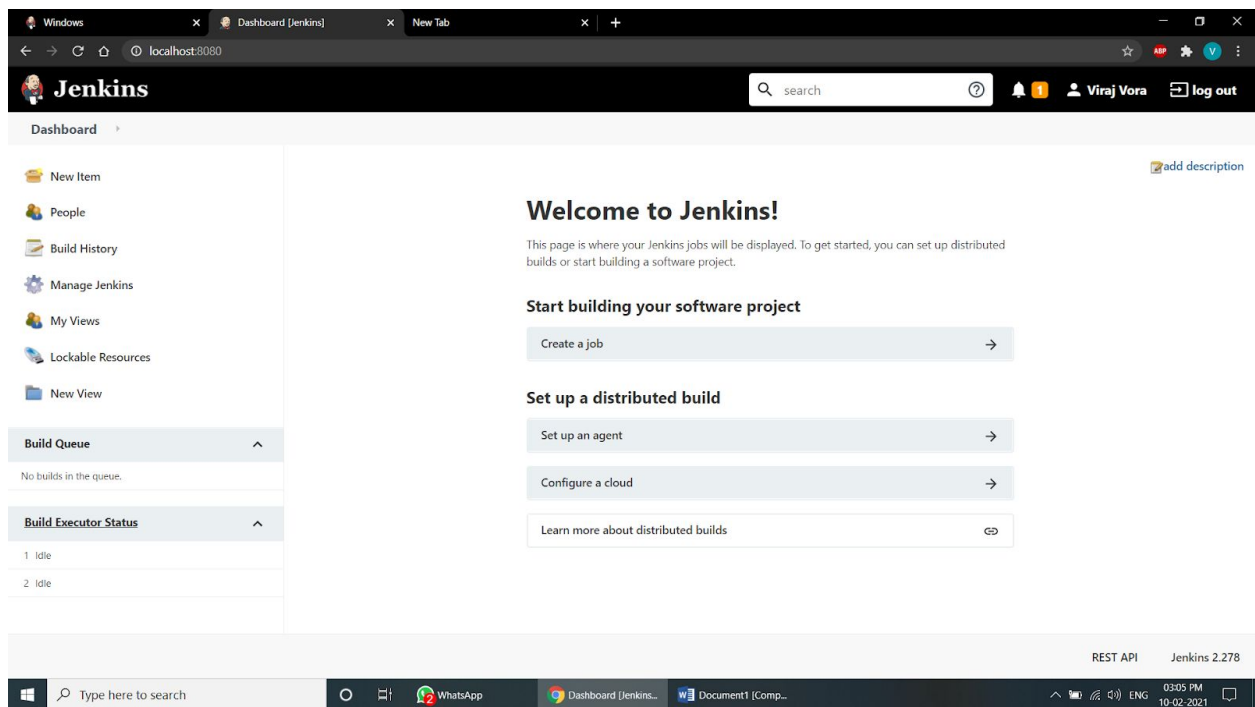 Windows
Dashboard [Jenkins]
New Tab
localhost:8080
ABP
V
Jenkins
search
1
Viraj Vora
log out
Dashboard
add description
New Item
People
Build History
Manage Jenkins
My Views
Lockable Resources
New View
Build Queue
No builds in the queue.
Build Executor Status
1 Idle
2 Idle
Welcome to Jenkins!
This page is where your Jenkins jobs will be displayed. To get started, you can set up distributed
builds or start building a software project.
Start building your software project
Create a job
Set up a distributed build
Set up an agent
Configure a cloud
Learn more about distributed builds
REST API
Jenkins 2.278
Type here to search
2
WhatsApp
Dashboard [Jenkins...
Document1 [Comp...
ENG
03:05 PM
10-02-2021